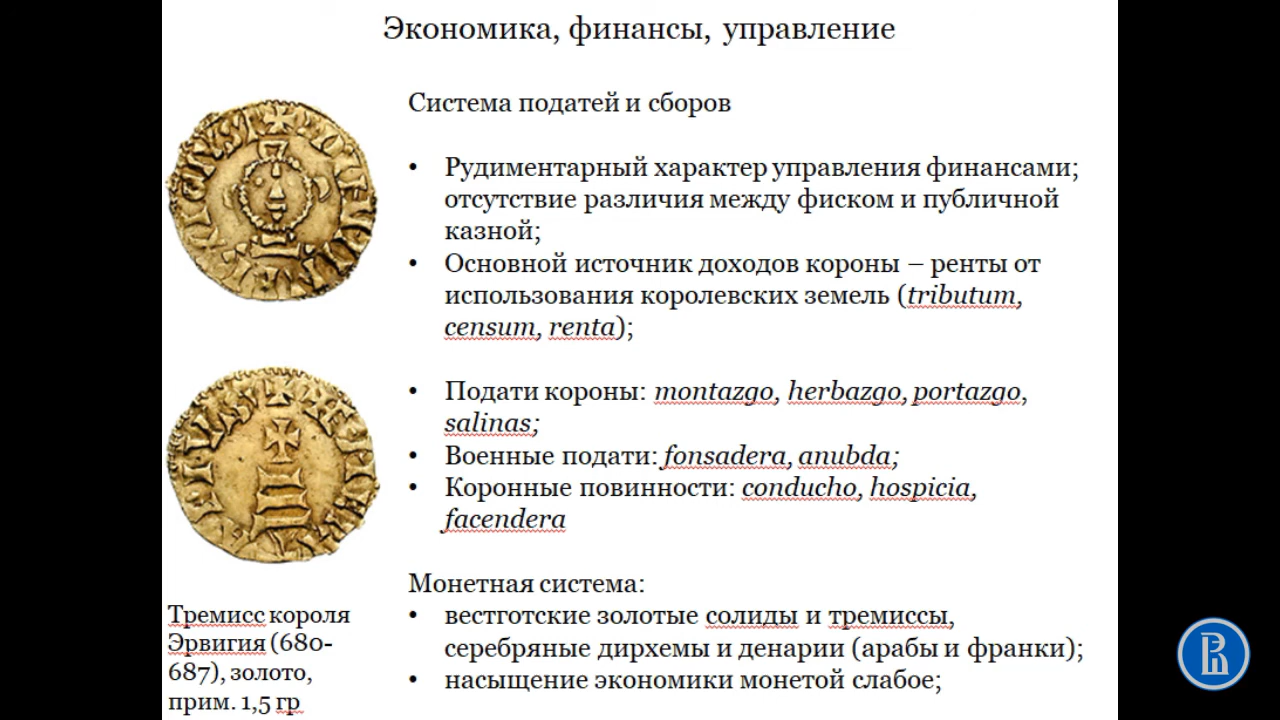 Экономика, финансы, управление
Система податей и сборов
• Рудиментарный характер управления финансами;
отсутствие различия между фиском и публичной
казной;
• Основной источник доходов короны – ренты от
использования королевских земель (tributum,
censum, renta);
• Подати короны: montazgo, herbazgo, portazgo,
salinas;
• Военные подати: fonsadera, anubda;
• Коронные повинности: conducho, hospicia,
facendera
Монетная система:
• вестготские золотые солиды и тремиссы,
серебряные дирхемы и денарии (арабы и франки);
• насыщение экономики монетой слабое;
Тремисс короля
Эрвигия (680-
687), золото,
прим. 1,5 гр